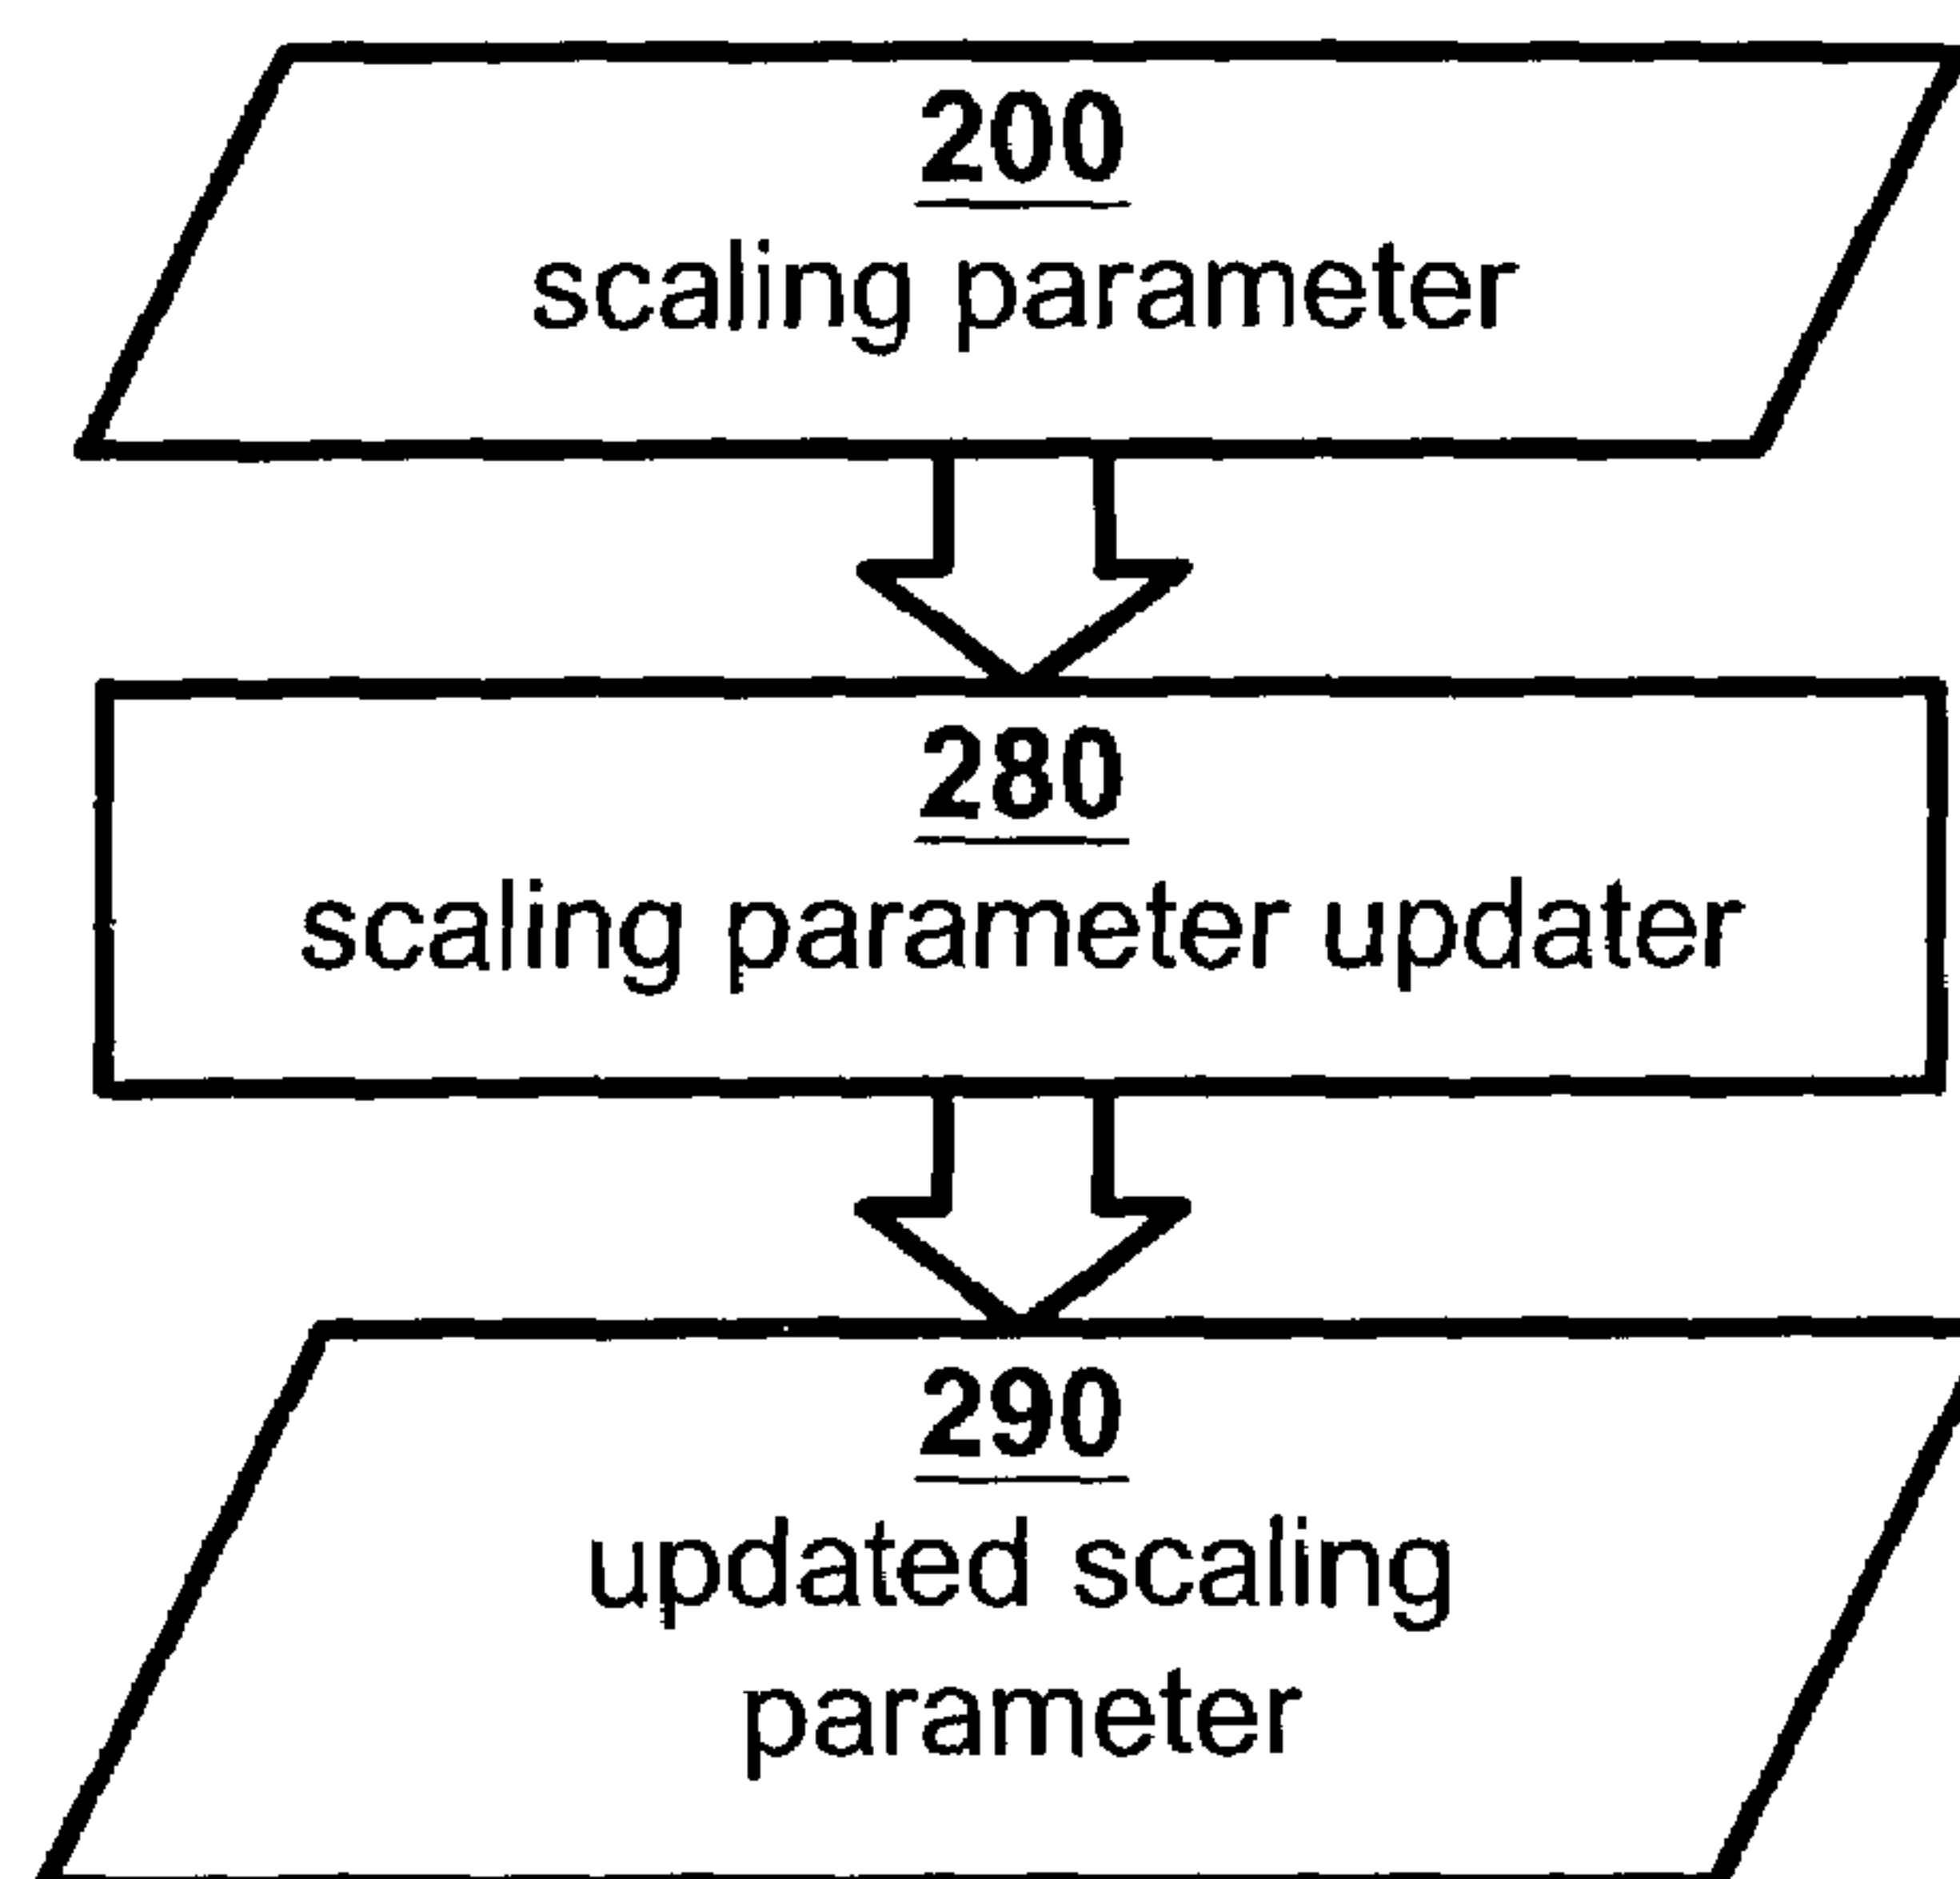 200
scaling parameter
280
scaling parameter updater
290
updated scaling
parameter